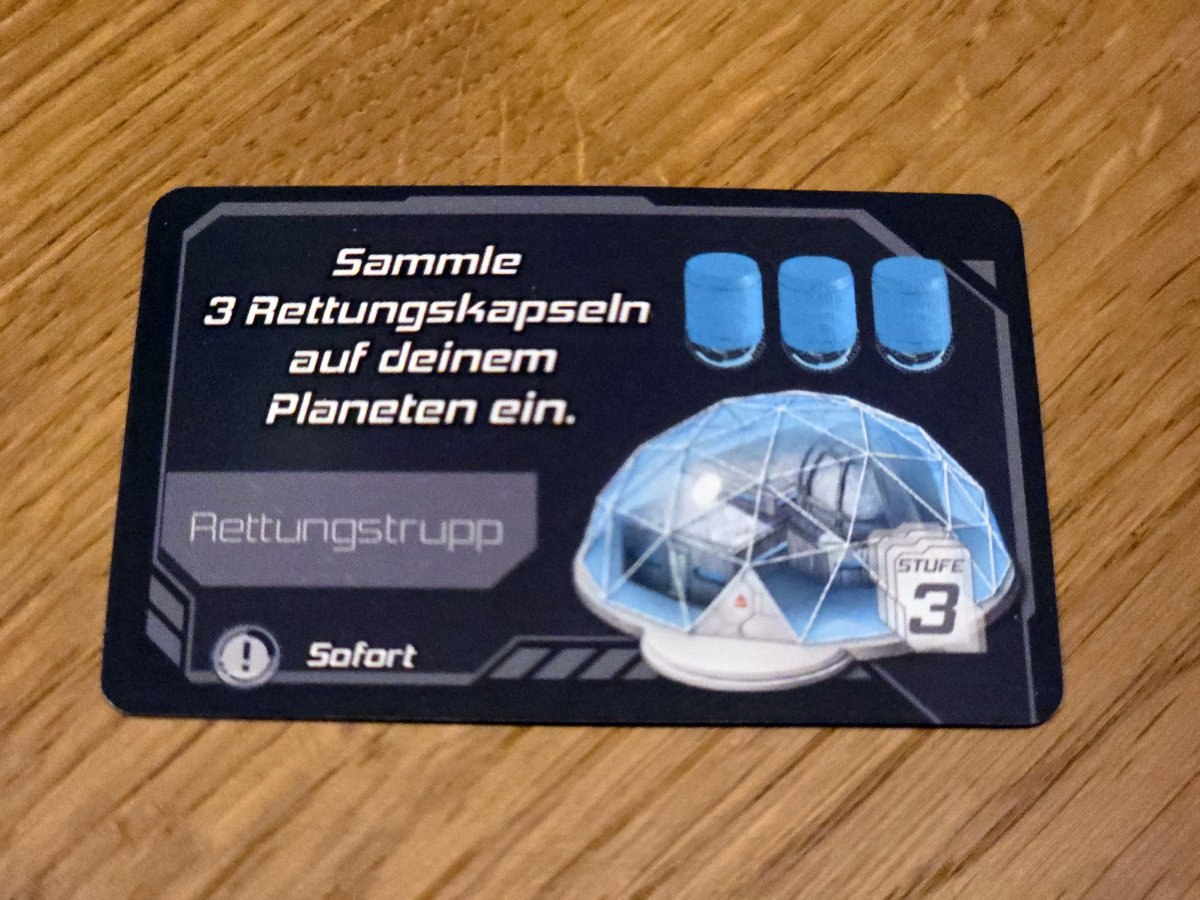 Sammle
3 Rettungskapseln
auf deinem
Planeten ein.
Rettungstrupp
STUFE
3
! Sofort